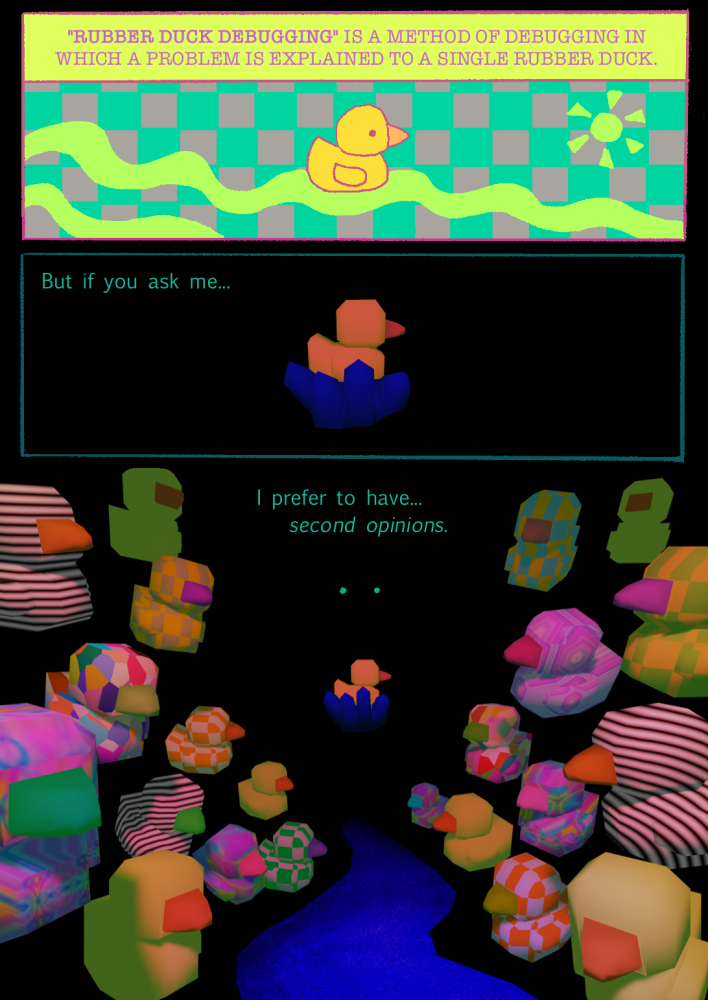 "RUBBER DUCK DEBUGGING" IS A METHOD OF DEBUGGING IN
WHICH A PROBLEM IS EXPLAINED TO A SINGLE RUBBER DUCK.
But if you ask me...
I prefer to have...
second opinions.